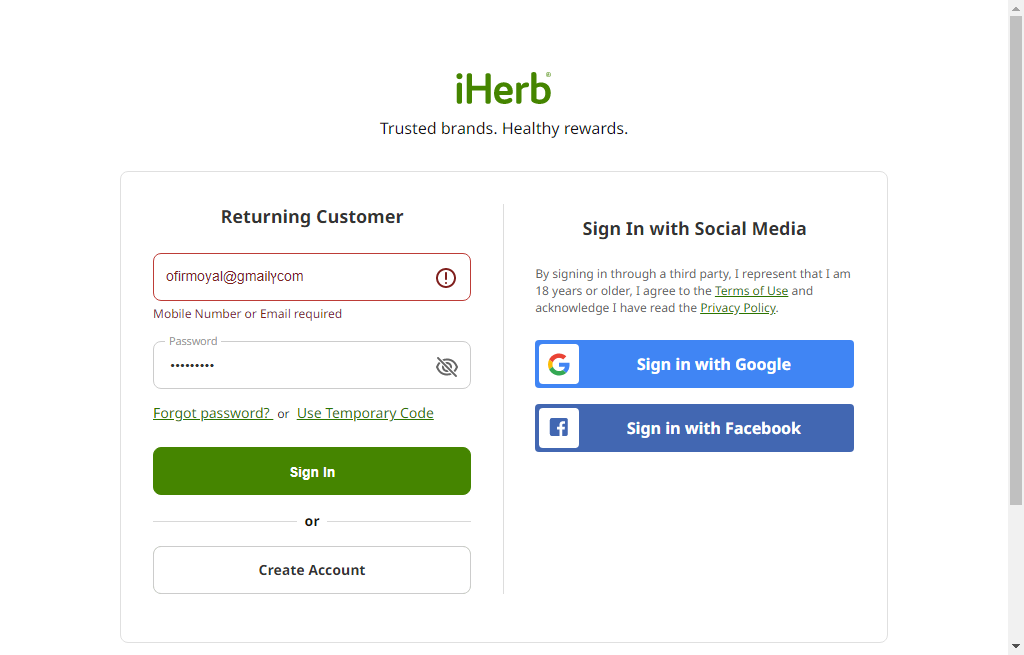 iHerb®
Trusted brands. Healthy rewards.
Returning Customer
ofirmoyal@gmailץcom
Mobile Number or Email required
Password
•••••••••
Forgot password? or Use Temporary Code
Sign In
or
Create Account
Sign In with Social Media
By signing in through a third party, I represent that I am
18 years or older, I agree to the Terms of Use and
acknowledge I have read the Privacy Policy.
Sign in with Google
Sign in with Facebook